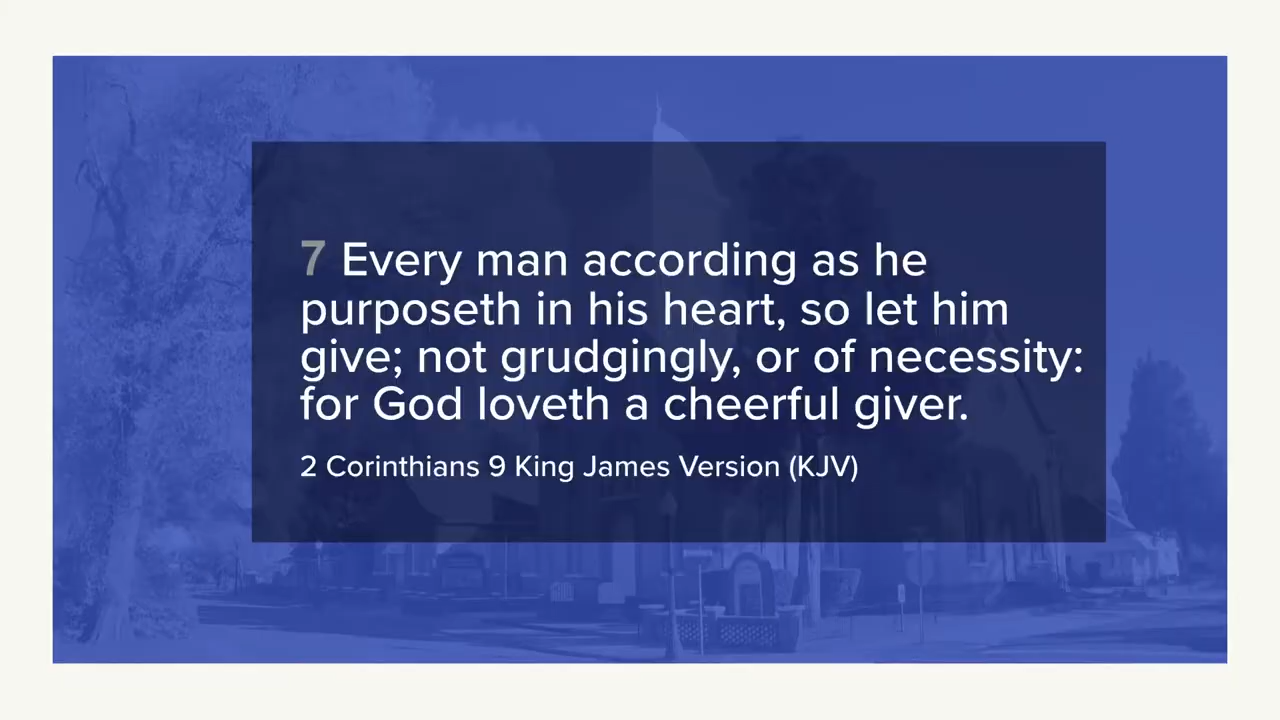 7 Every man according as he
purposeth in his heart, so let him
give; not grudgingly, or of necessity:
for God loveth a cheerful giver.
2 Corinthians 9 King James Version (KJV)